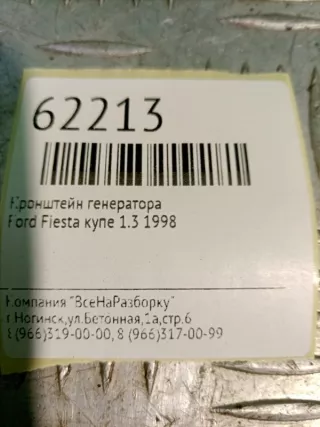 62213
Кронштейн генератора
Ford Fiesta купе 1.3 1998
Компания "ВсеНаРазборку"
г.Ногинск,ул.Бетонная,1а,стр.6
8 (966)319-00-00, 8 (966)317-00-99